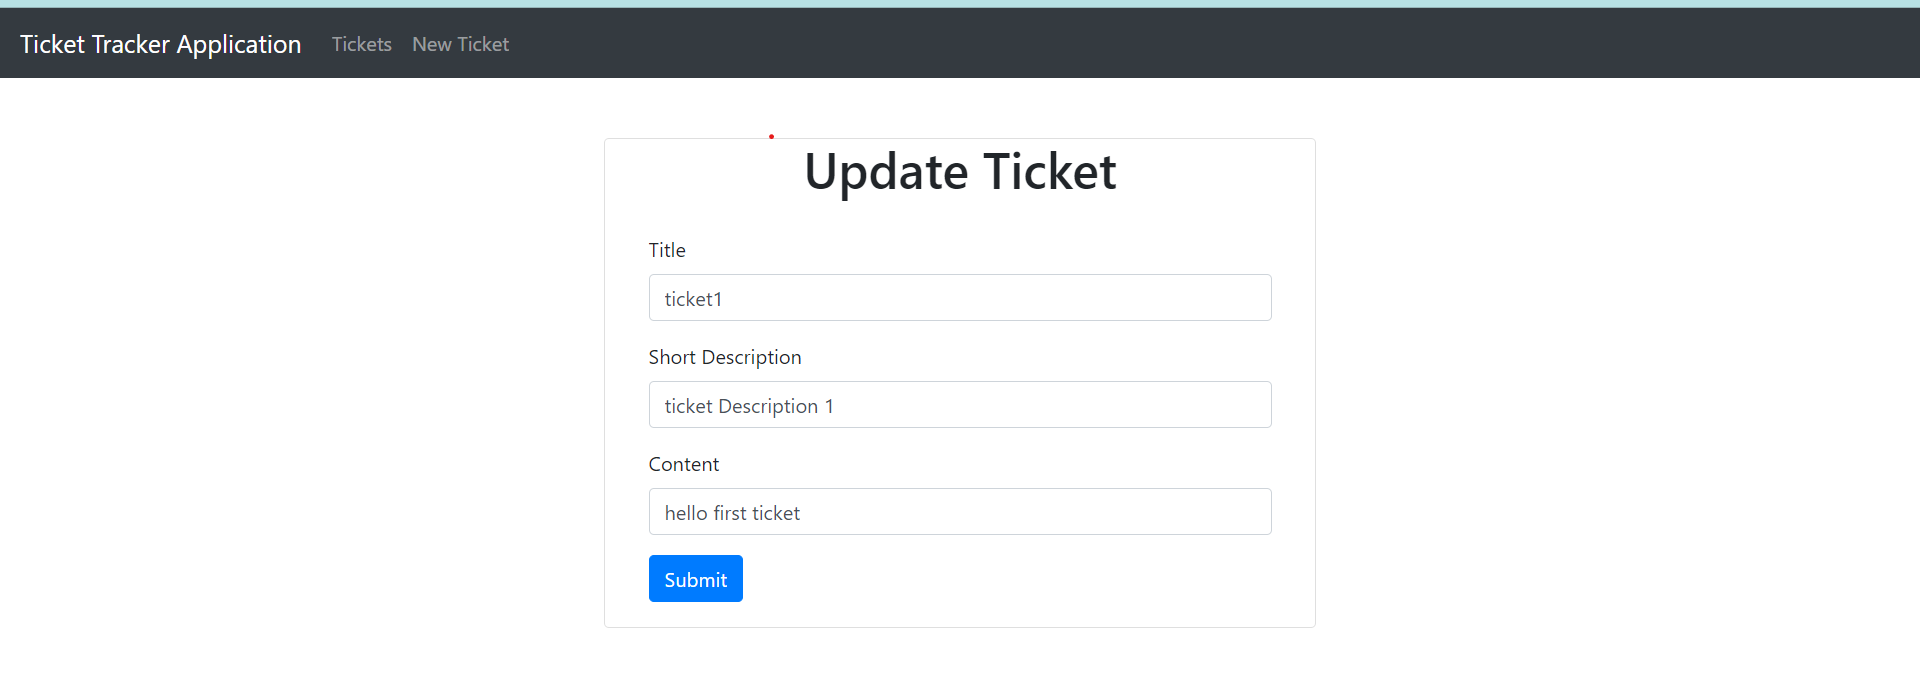 Ticket Tracker Application Tickets New Ticket
Update Ticket
Title
ticket1
Short Description
ticket Description 1
Content
hello first ticket
Submit